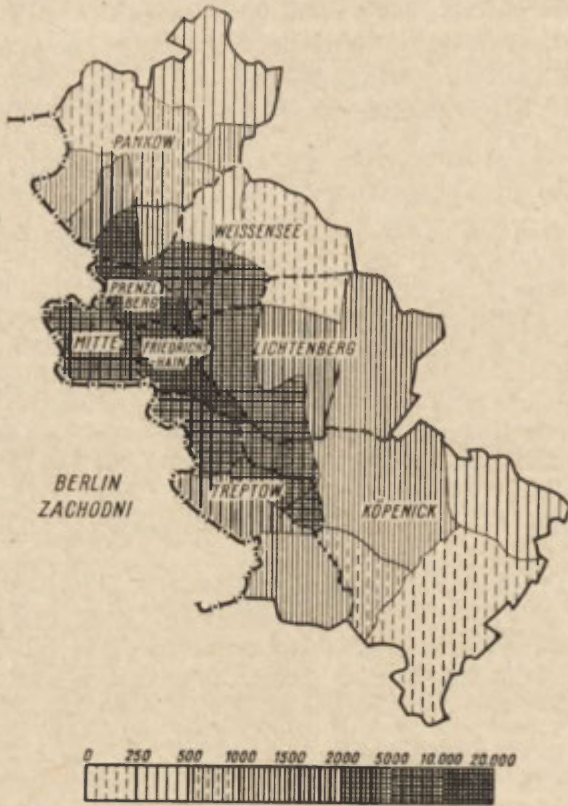 PANKOW
WEISSENSEE
PRENZL.
BERG
MITTE
FRIEDRICHS
-HAIN
LICHTENBERG
BERLIN
ZACHODNI
TREPTOW
KÖPENICK
0 250 500 1000 1500 2000 5000 10.000 20.000